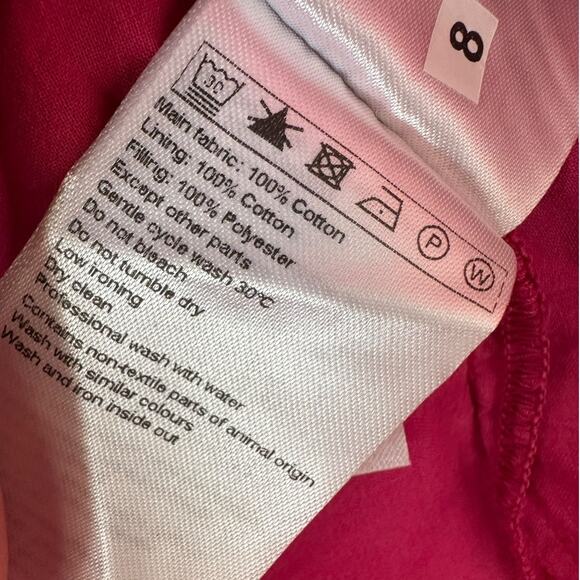 8
30
P
W
Main fabric: 100% Cotton
Lining: 100% Cotton
Filling: 100% Polyester
Except other parts
Gentle cycle wash 30°C
Do not bleach
Do not tumble dry
Low ironing
Dry clean
Professional wash with water
Contains non-textile parts of animal origin
Wash with similar colours
Wash and iron inside out